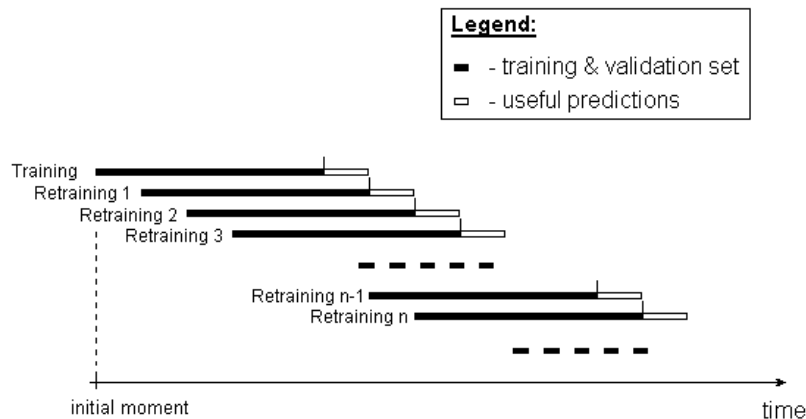 Legend:
- training & validation set
- useful predictions
Training
Retraining 1
Retraining 2
Retraining 3
Retraining n-1
Retraining n
initial moment
time